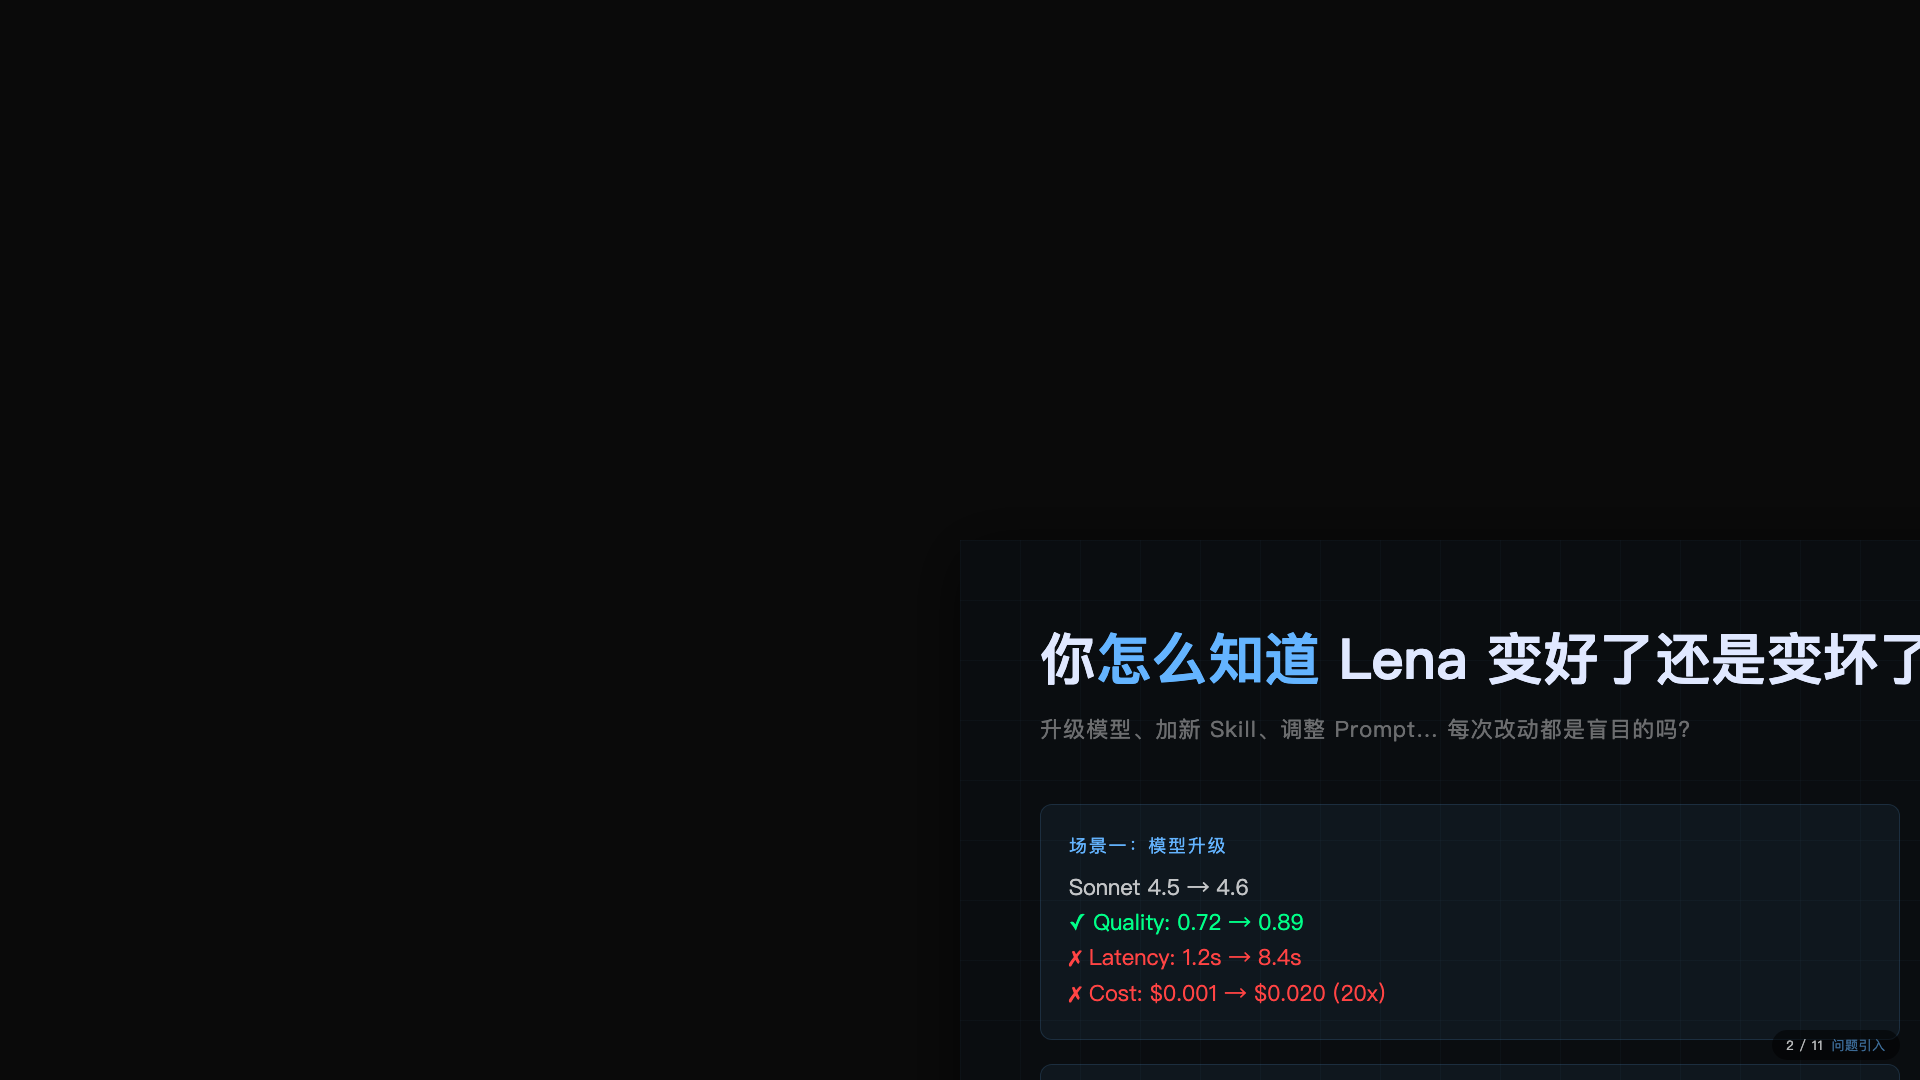 你怎么知道 Lena 变好了还是变坏了
升级模型、加新 Skill、调整 Prompt... 每次改动都是盲目的吗?
场景一：模型升级
Sonnet 4.5 → 4.6
✓ Quality: 0.72 → 0.89
✗ Latency: 1.2s → 8.4s
✗ Cost: $0.001 → $0.020 (20x)
2 / 11 问题引入